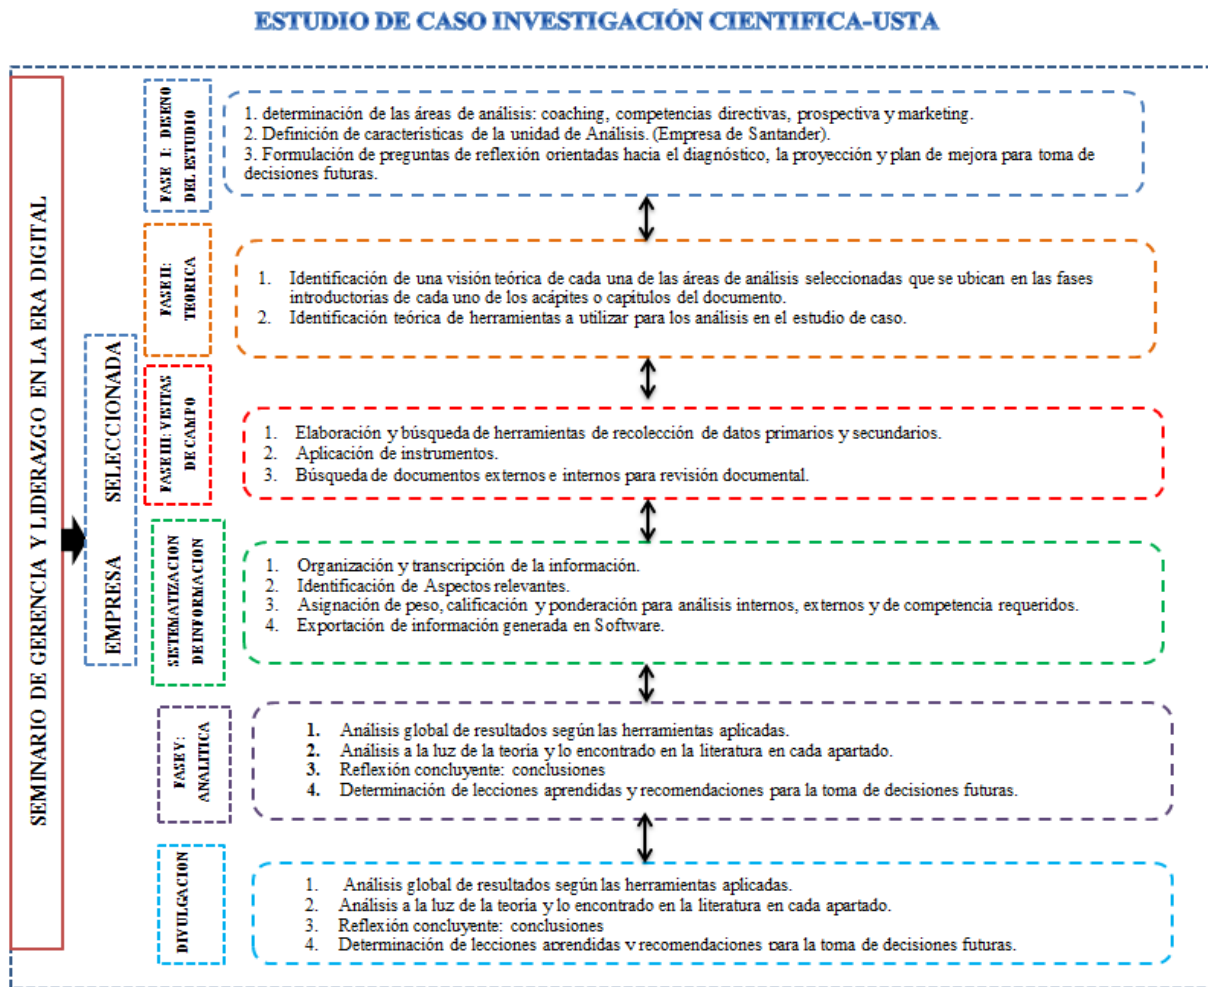 ESTUDIO DE CASO INVESTIGACIÓN CIENTIFICA-USTA
SEMINARIO DE GERENCIA Y LIDERAZGO EN LA ERA DIGITAL
EMPRESA SELECCIONADA
FASE I: DISENO
DEL ESTUDIO
1. determinación de las áreas de análisis: coaching, competencias directivas, prospectiva y marketing.
2. Definición de caracteristicas de la unidad de Análisis. (Empresa de Santander).
3. Formulación de preguntas de reflexión orientadas hacia el diagnóstico, la proyección y plan de mejora para toma de
decisiones futuras.
FASE II:
TEORICA
1. Identificación de una visión teórica de cada una de las áreas de análisis seleccionadas que se ubican en las fases
introductorias de cada uno de los acápites o capitulos del documento.
2. Identificación teórica de herramientas a utilizar para los análisis en el estudio de caso.
FASE III: VISITAS
DE CAMPO
1. Elaboración y búsqueda de herramientas de recolección de datos primarios y secundarios.
2. Aplicación de instrumentos.
3. Búsqueda de documentos externos e internos para revisión documental.
SISTEMATIZACION
DE INFORMACION
1. Organización y transcripción de la información.
2. Identificación de Aspectos relevantes.
3. Asignación de peso, calificación y ponderación para análisis internos, externos y de competencia requeridos.
4. Exportación de información generada en Software.
FASE V:
ANALITICA
1. Análisis global de resultados según las herramientas aplicadas.
2. Análisis a la luz de la teoría y lo encontrado en la literatura en cada apartado.
3. Reflexión concluyente: conclusiones
4. Determinación de lecciones aprendidas y recomendaciones para la toma de decisiones futuras.
DIVULGACION
1. Análisis global de resultados según las herramientas aplicadas.
2. Análisis a la luz de la teoría y lo encontrado en la literatura en cada apartado.
3. Reflexión concluyente: conclusiones
4. Determinación de lecciones aprendidas y recomendaciones para la toma de decisiones futuras.